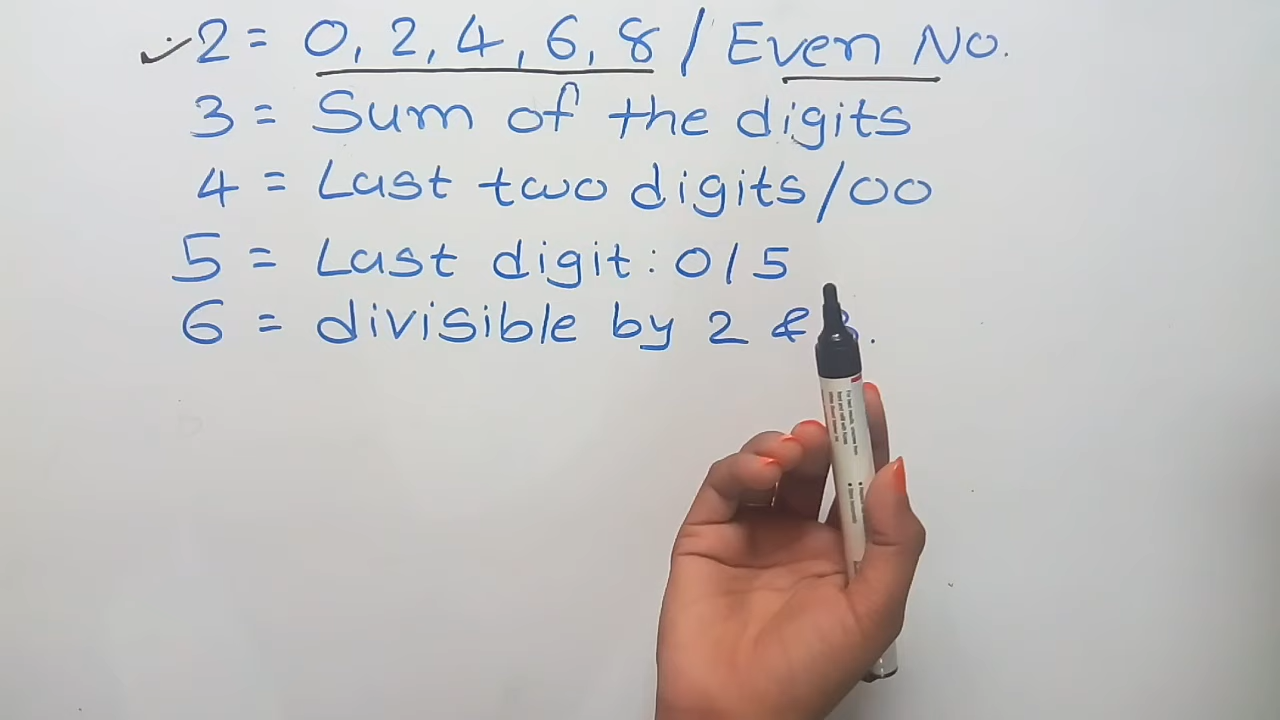 2 = 0, 2, 4, 6, 8 / Even No.
3 = Sum of the digits
4 = Last two digits/00
5 = Last digit: 0/5
6 = divisible by 2 &